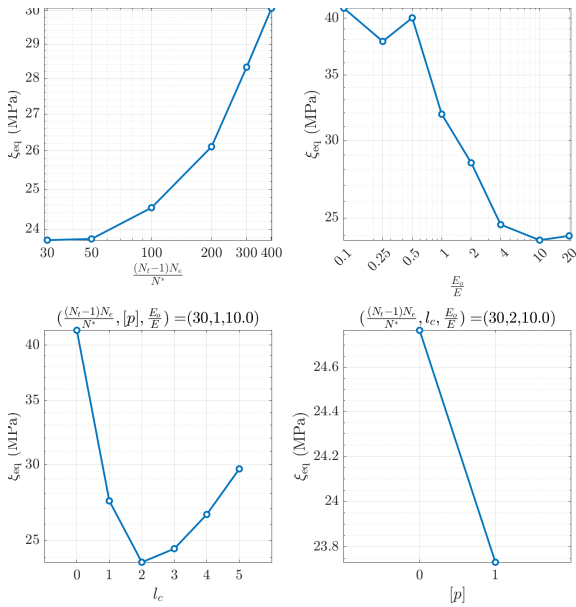 30
29
28
27
26
25
24
ξeq (MPa)
30 50 100 200 300 400
(Nt−1)Ne
N*
40
35
30
25
ξeq (MPa)
0.1 0.25 0.5 1 2 4 10 20
Eo
E
((Nt−1)Ne/N*, [p], Eo/E) =(30,1,10.0)
40
35
30
25
ξeq (MPa)
0 1 2 3 4 5
lc
((Nt−1)Ne/N*, lc, Eo/E) =(30,2,10.0)
24.6
24.4
24.2
24
23.8
ξeq (MPa)
0 1
[p]